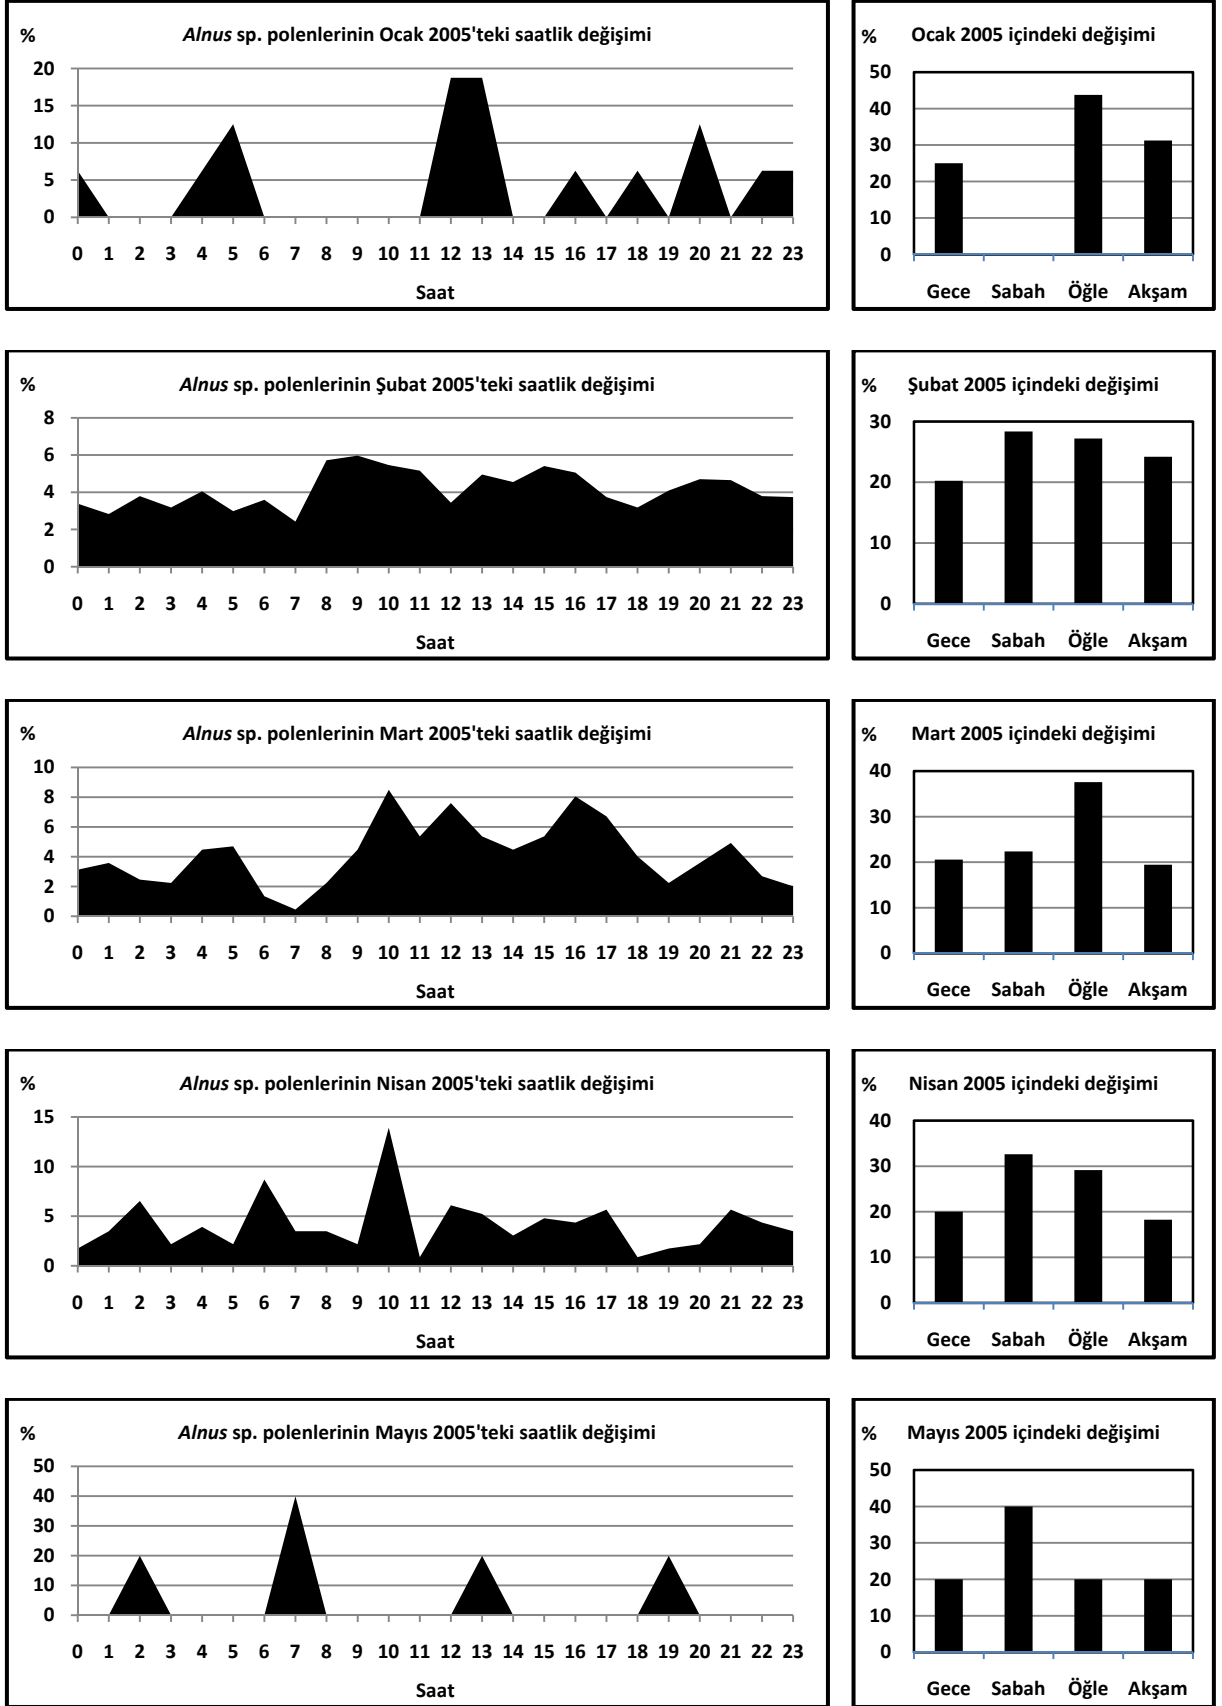 % Alnus sp. polenlerinin Ocak 2005'teki saatlik değişimi
20
15
10
5
0
0 1 2 3 4 5 6 7 8 9 10 11 12 13 14 15 16 17 18 19 20 21 22 23
Saat
% Ocak 2005 içindeki değişimi
50
40
30
20
10
0
Gece Sabah Öğle Akşam
% Alnus sp. polenlerinin Şubat 2005'teki saatlik değişimi
8
6
4
2
0
0 1 2 3 4 5 6 7 8 9 10 11 12 13 14 15 16 17 18 19 20 21 22 23
Saat
% Şubat 2005 içindeki değişimi
30
20
10
0
Gece Sabah Öğle Akşam
% Alnus sp. polenlerinin Mart 2005'teki saatlik değişimi
10
8
6
4
2
0
0 1 2 3 4 5 6 7 8 9 10 11 12 13 14 15 16 17 18 19 20 21 22 23
Saat
% Mart 2005 içindeki değişimi
40
30
20
10
0
Gece Sabah Öğle Akşam
% Alnus sp. polenlerinin Nisan 2005'teki saatlik değişimi
15
10
5
0
0 1 2 3 4 5 6 7 8 9 10 11 12 13 14 15 16 17 18 19 20 21 22 23
Saat
% Nisan 2005 içindeki değişimi
40
30
20
10
0
Gece Sabah Öğle Akşam
% Alnus sp. polenlerinin Mayıs 2005'teki saatlik değişimi
50
40
30
20
10
0
0 1 2 3 4 5 6 7 8 9 10 11 12 13 14 15 16 17 18 19 20 21 22 23
Saat
% Mayıs 2005 içindeki değişimi
50
40
30
20
10
0
Gece Sabah Öğle Akşam